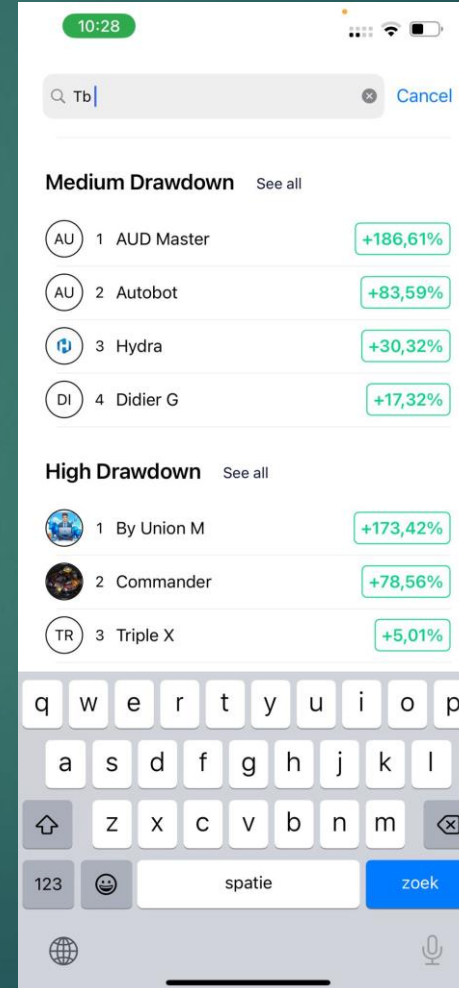 10:28
Tb
Cancel
Medium Drawdown See all
AU 1 AUD Master +186,61%
AU 2 Autobot +83,59%
3 Hydra +30,32%
DI 4 Didier G +17,32%
High Drawdown See all
1 By Union M +173,42%
2 Commander +78,56%
TR 3 Triple X +5,01%
q w e r t y u i o p
a s d f g h j k l
z x c v b n m
123 spatie zoek